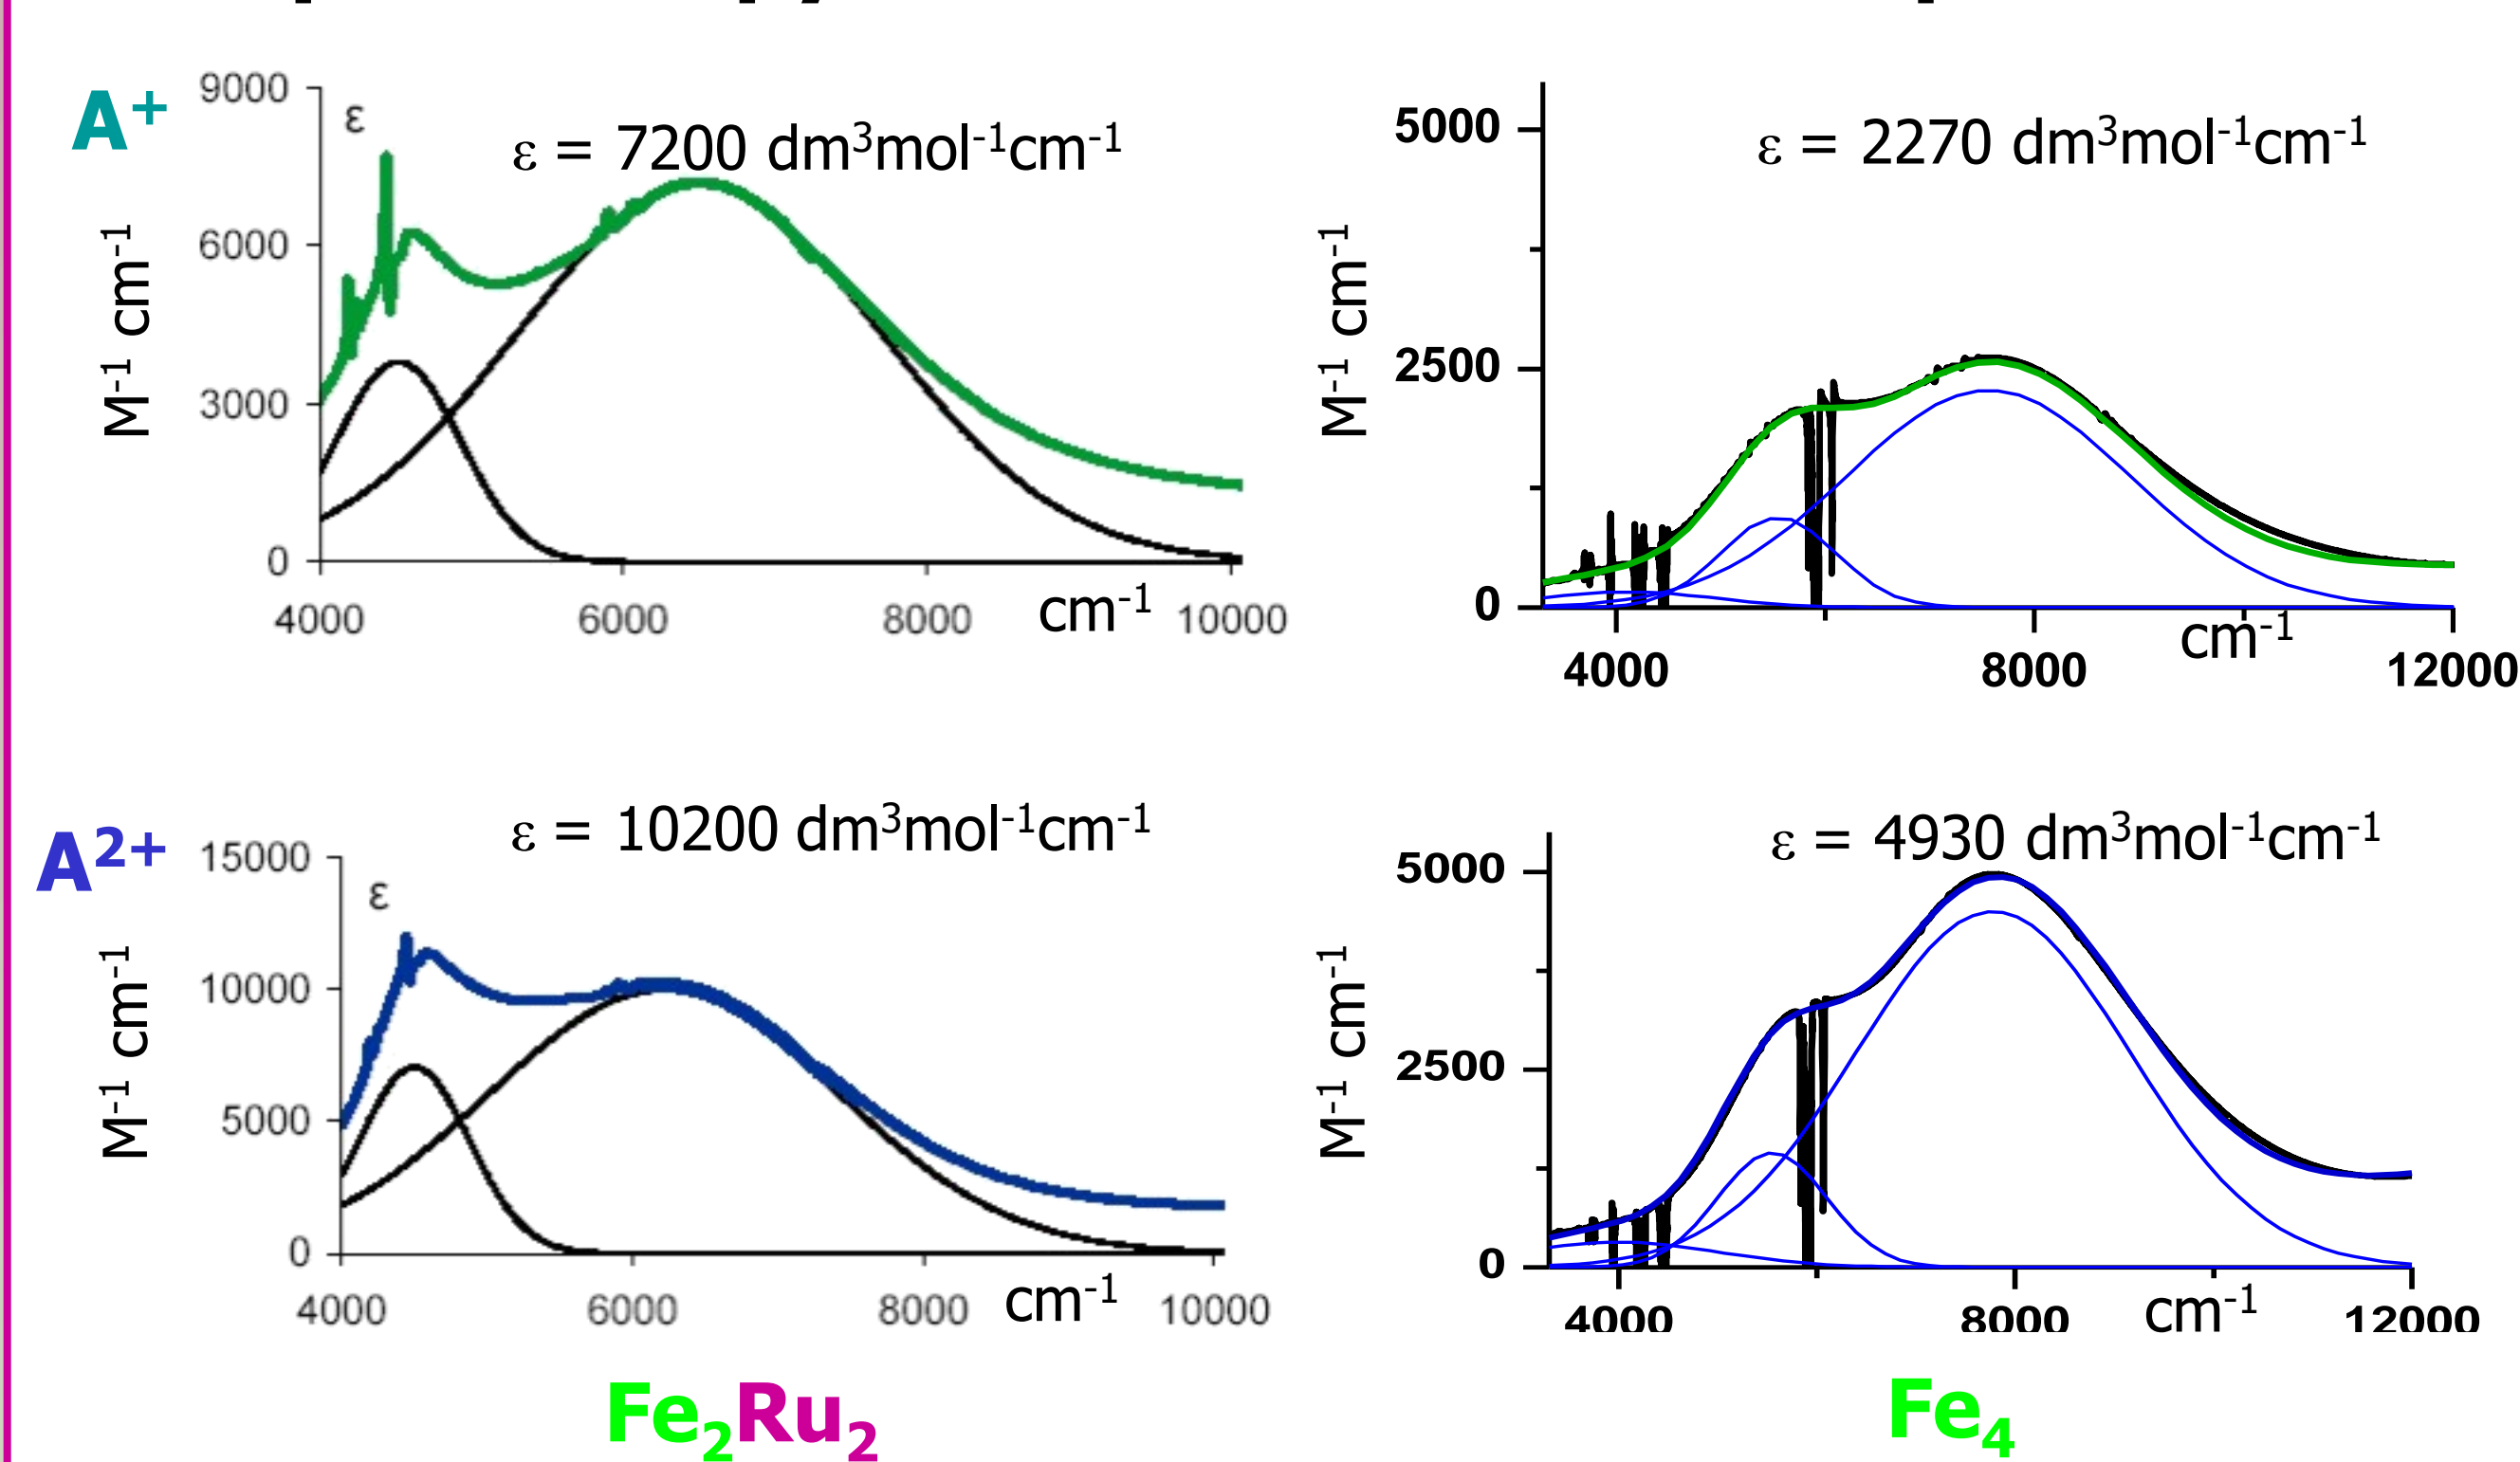 A⁺
9000
6000
3000
0
ε
ε = 7200 dm³mol⁻¹cm⁻¹
M⁻¹ cm⁻¹
4000 6000 8000 cm⁻¹ 10000
5000
2500
0
ε = 2270 dm³mol⁻¹cm⁻¹
M⁻¹ cm⁻¹
4000 8000 cm⁻¹ 12000
A²⁺
15000
10000
5000
0
ε
ε = 10200 dm³mol⁻¹cm⁻¹
M⁻¹ cm⁻¹
4000 6000 8000 cm⁻¹ 10000
5000
2500
0
ε = 4930 dm³mol⁻¹cm⁻¹
M⁻¹ cm⁻¹
4000 8000 cm⁻¹ 12000
Fe₂Ru₂
Fe₄